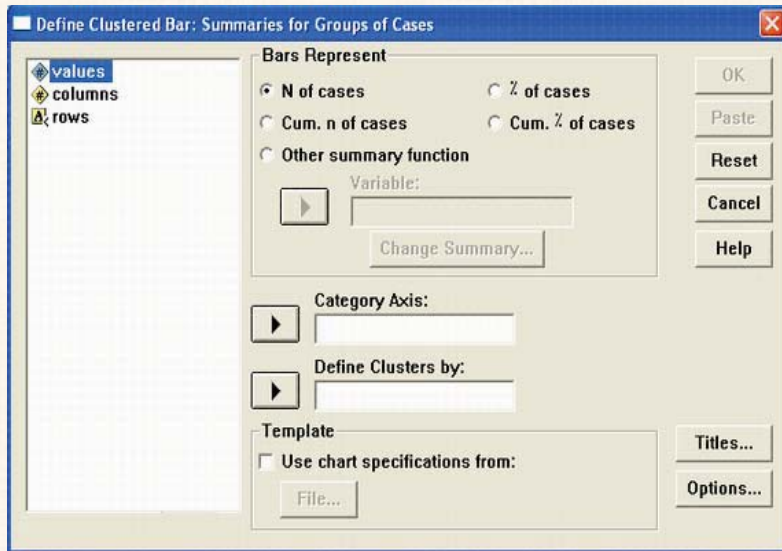 Define Clustered Bar: Summaries for Groups of Cases
values
columns
rows
Bars Represent
N of cases
% of cases
Cum. n of cases
Cum. % of cases
Other summary function
Variable:
Change Summary...
Category Axis:
Define Clusters by:
Template
Use chart specifications from:
File...
OK
Paste
Reset
Cancel
Help
Titles...
Options...